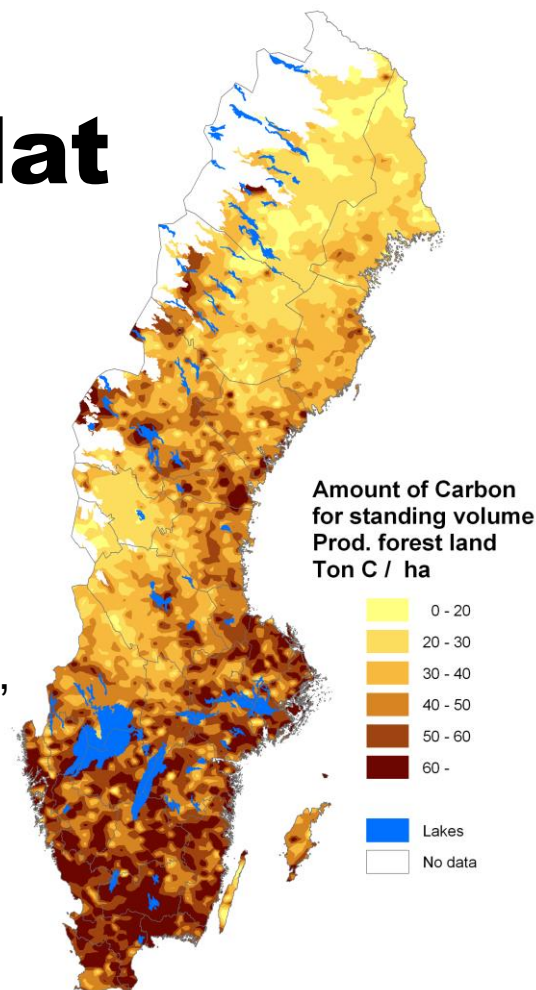 lat
Amount of Carbon
for standing volume
Prod. forest land
Ton C / ha
0 - 20
20 - 30
30 - 40
40 - 50
50 - 60
60 -
,
Lakes
No data